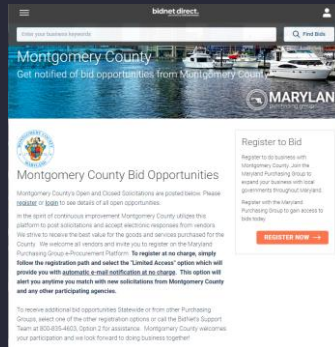 bidnet direct.
Enter your business keywords
Find Bids
Montgomery County
Get notified of bid opportunities from Montgomery County
MARYLAN
purchasing group
Montgomery County Bid Opportunities
Montgomery County's Open and Closed Solicitations are posted below. Please
register or login to see details of all open opportunities.
In the spirit of continuous improvement Montgomery County utilizes this
platform to post solicitations and accept electronic responses from vendors.
We strive to receive the best value for the goods and services purchased for the
County. We welcome all vendors and invite you to register on the Maryland
Purchasing Group e-Procurement Platform. To register at no charge, simply
follow the registration path and select the "Limited Access" option which will
provide you with automatic e-mail notification at no charge. This option will
alert you anytime you match with new solicitations from Montgomery County
and any other participating agencies.
To receive additional bid opportunities Statewide or from other Purchasing
Groups, select one of the other registration options or call the BidNet's Support
Team at 800-835-4603, Option 2 for assistance. Montgomery County welcomes
your participation and we look forward to doing business together!
Register to Bid
Register to do business with
Montgomery County. Join the
Maryland Purchasing Group to
expand your business with local
governments throughout Maryland.
Register with the Maryland
Purchasing Group to gain access to
bids today.
REGISTER NOW →